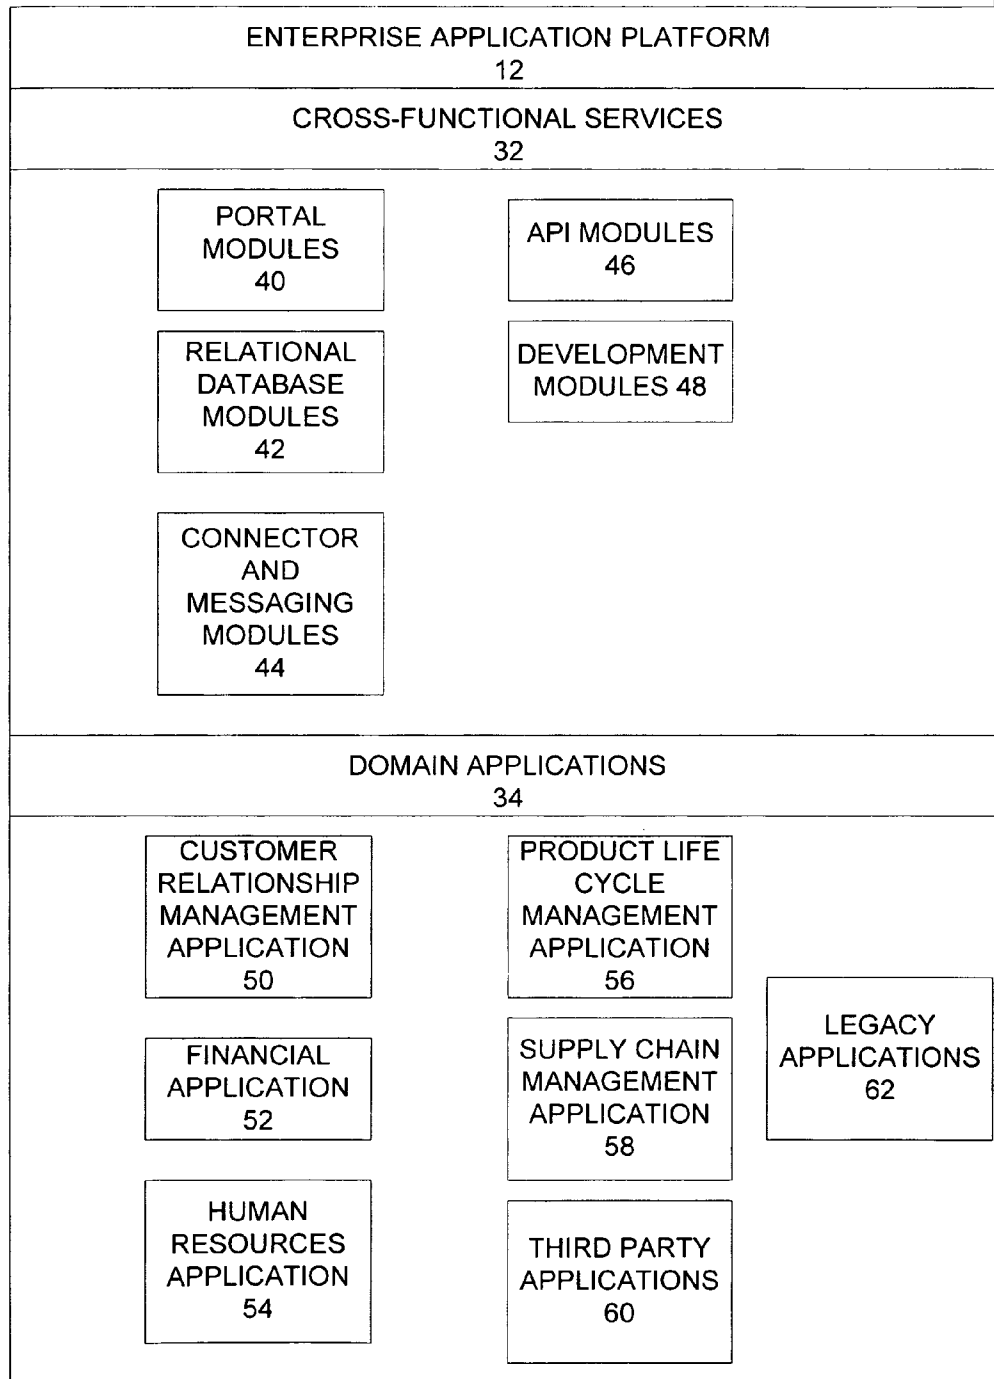 ENTERPRISE APPLICATION PLATFORM
12
CROSS-FUNCTIONAL SERVICES
32
PORTAL
MODULES
40
API MODULES
46
RELATIONAL
DATABASE
MODULES
42
DEVELOPMENT
MODULES 48
CONNECTOR
AND
MESSAGING
MODULES
44
DOMAIN APPLICATIONS
34
CUSTOMER
RELATIONSHIP
MANAGEMENT
APPLICATION
50
PRODUCT LIFE
CYCLE
MANAGEMENT
APPLICATION
56
LEGACY
APPLICATIONS
62
FINANCIAL
APPLICATION
52
SUPPLY CHAIN
MANAGEMENT
APPLICATION
58
HUMAN
RESOURCES
APPLICATION
54
THIRD PARTY
APPLICATIONS
60